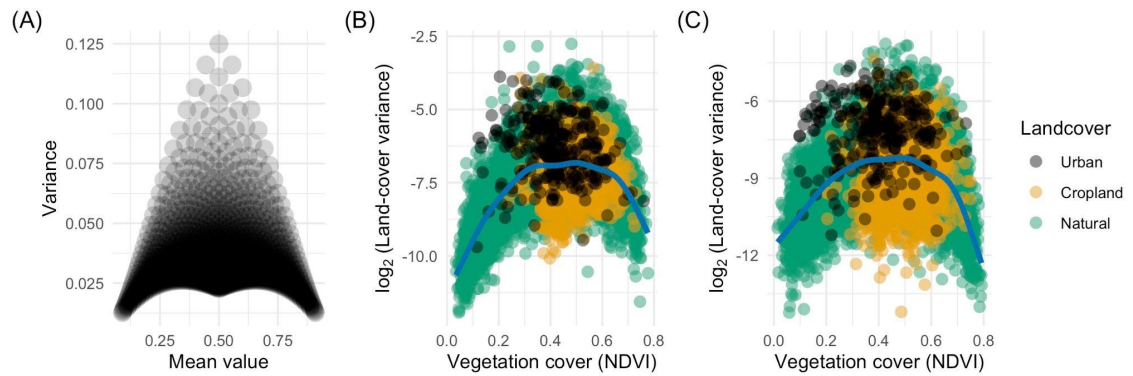 (A)
0.125
0.100
0.075
0.050
0.025
Variance
0.25 0.50 0.75
Mean value
(B)
-2.5
-5.0
-7.5
-10.0
log2 (Land-cover variance)
0.0 0.2 0.4 0.6 0.8
Vegetation cover (NDVI)
(C)
-6
-9
-12
log2 (Land-cover variance)
0.0 0.2 0.4 0.6 0.8
Vegetation cover (NDVI)
Landcover
Urban
Cropland
Natural